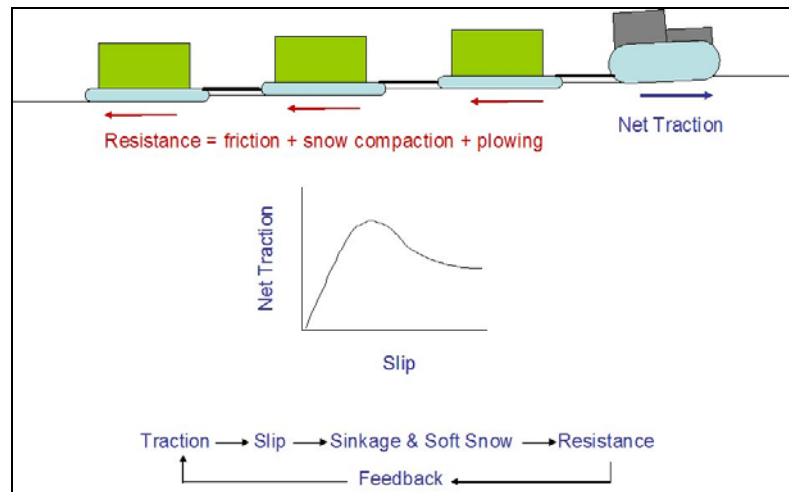 Net Traction
Resistance = friction + snow compaction + plowing
Net Traction
Slip
Traction Slip Sinkage & Soft Snow Resistance
Feedback